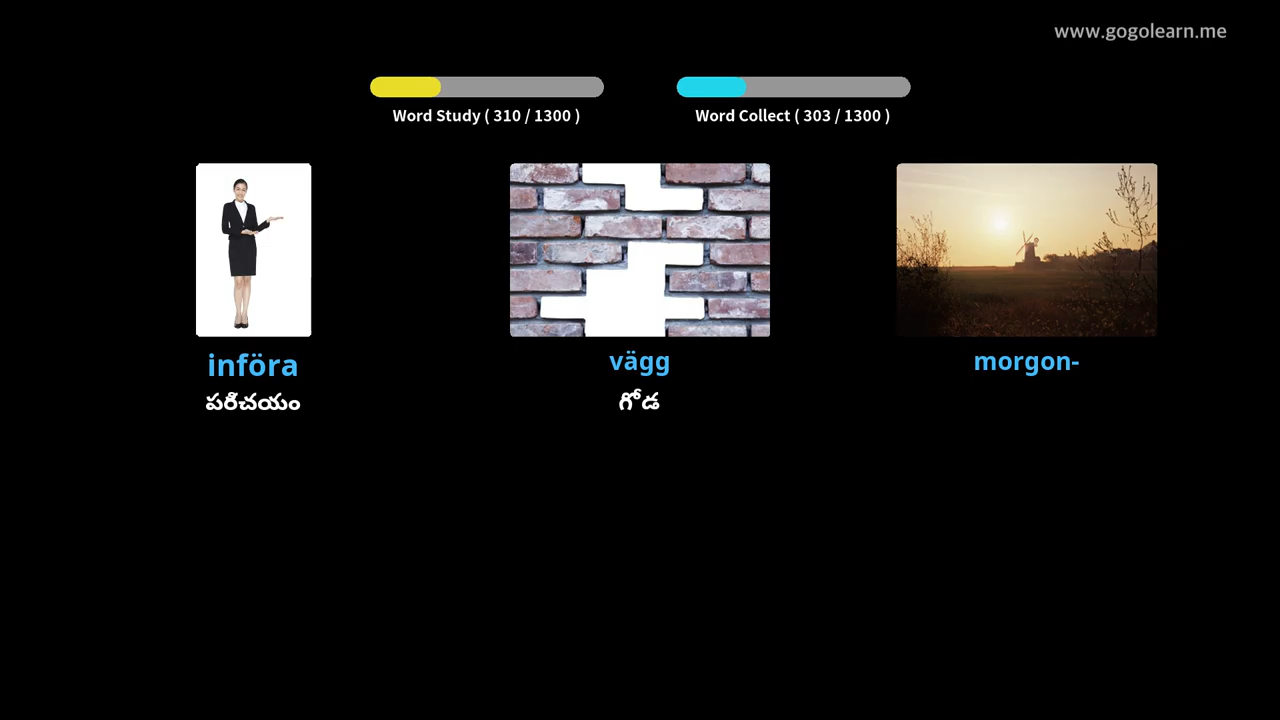 www.gogolearn.me
Word Study ( 310 / 1300 )
Word Collect ( 303 / 1300 )
införa
పరిచయం
vägg
గోడ
morgon-